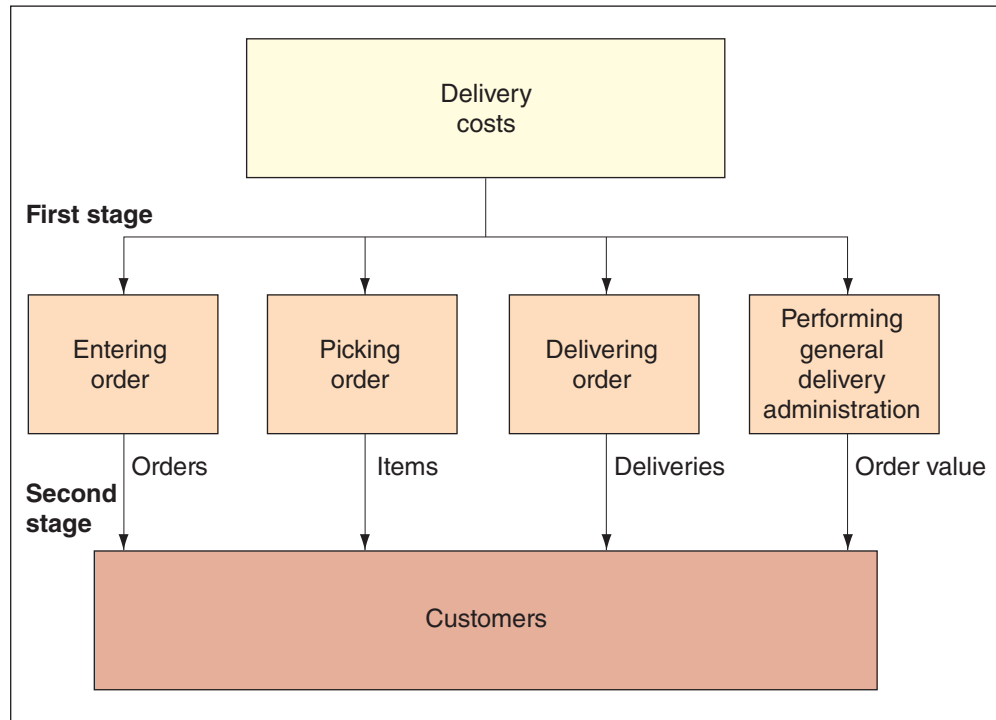 Delivery
costs
First stage
Entering
order
Picking
order
Delivering
order
Performing
general
delivery
administration
Orders
Items
Deliveries
Order value
Second
stage
Customers